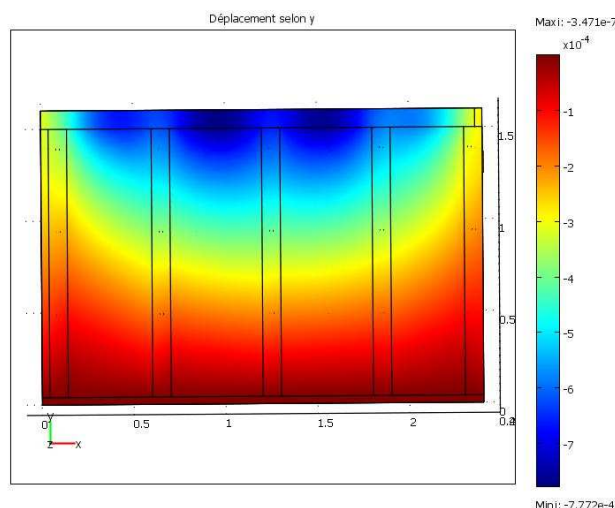 Déplacement selon y
Maxi: -3.471e-7
x10⁻⁴
-1
-2
-3
-4
-5
-6
-7
Mini: -7.772e-4
1.5
1
0.5
0
0
0.5
1
1.5
2
y
z
x